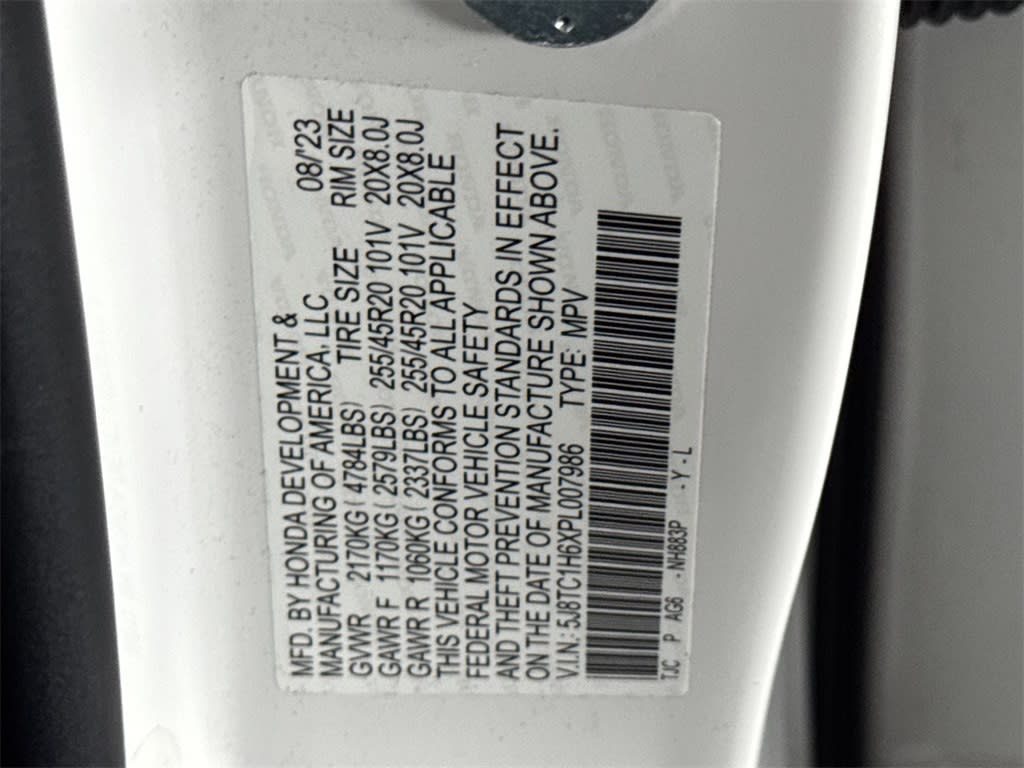 MFD. BY HONDA DEVELOPMENT & 08/'23
MANUFACTURING OF AMERICA, LLC
TIRE SIZE RIM SIZE
GVWR 2170KG ( 4784LBS)
GAWR F 1170KG ( 2579LBS) 255/45R20 101V 20X8.0J
GAWR R 1060KG ( 2337LBS) 255/45R20 101V 20X8.0J
THIS VEHICLE CONFORMS TO ALL APPLICABLE
FEDERAL MOTOR VEHICLE SAFETY
AND THEFT PREVENTION STANDARDS IN EFFECT
ON THE DATE OF MANUFACTURE SHOWN ABOVE.
V.I.N.: 5J8TC1H6XPL007986 TYPE: MPV
TJC P AG6 - NH883P - Y - L